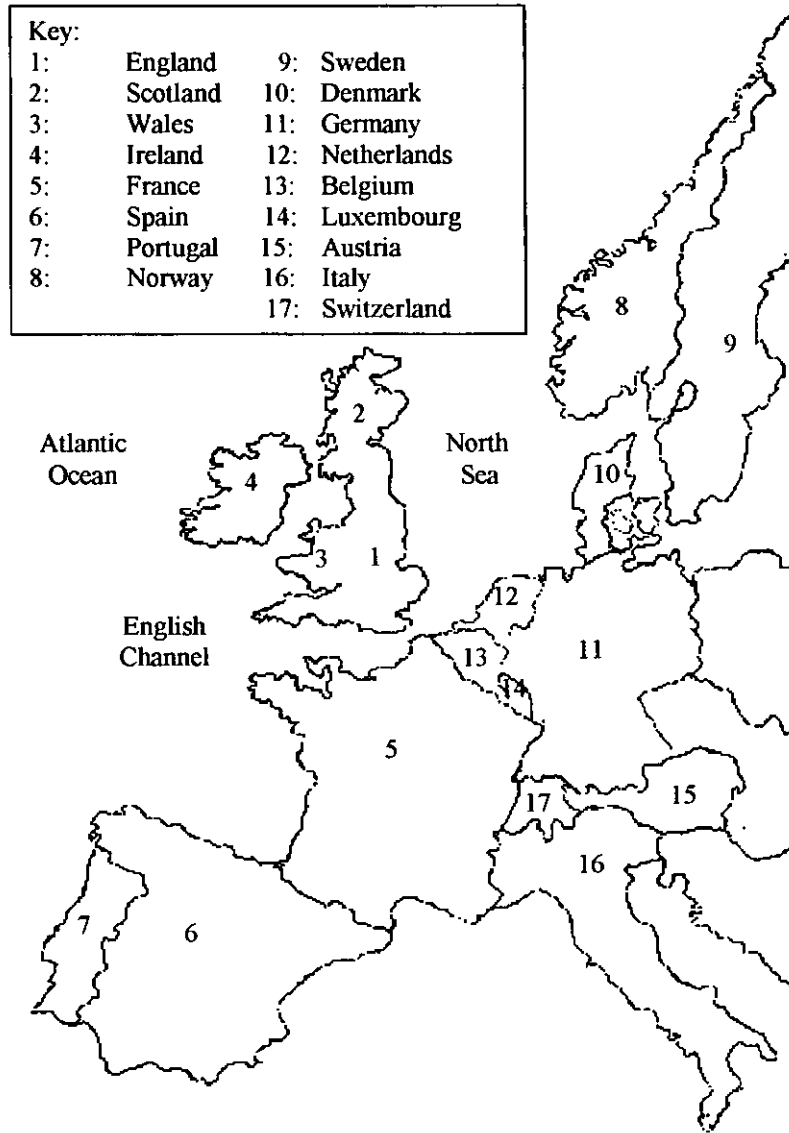 Key:
1: England 9: Sweden
2: Scotland 10: Denmark
3: Wales 11: Germany
4: Ireland 12: Netherlands
5: France 13: Belgium
6: Spain 14: Luxembourg
7: Portugal 15: Austria
8: Norway 16: Italy
17: Switzerland
8
9
2
Atlantic
Ocean
North
Sea
4
10
3
1
12
English
Channel
13
11
14
5
17
15
16
7
6